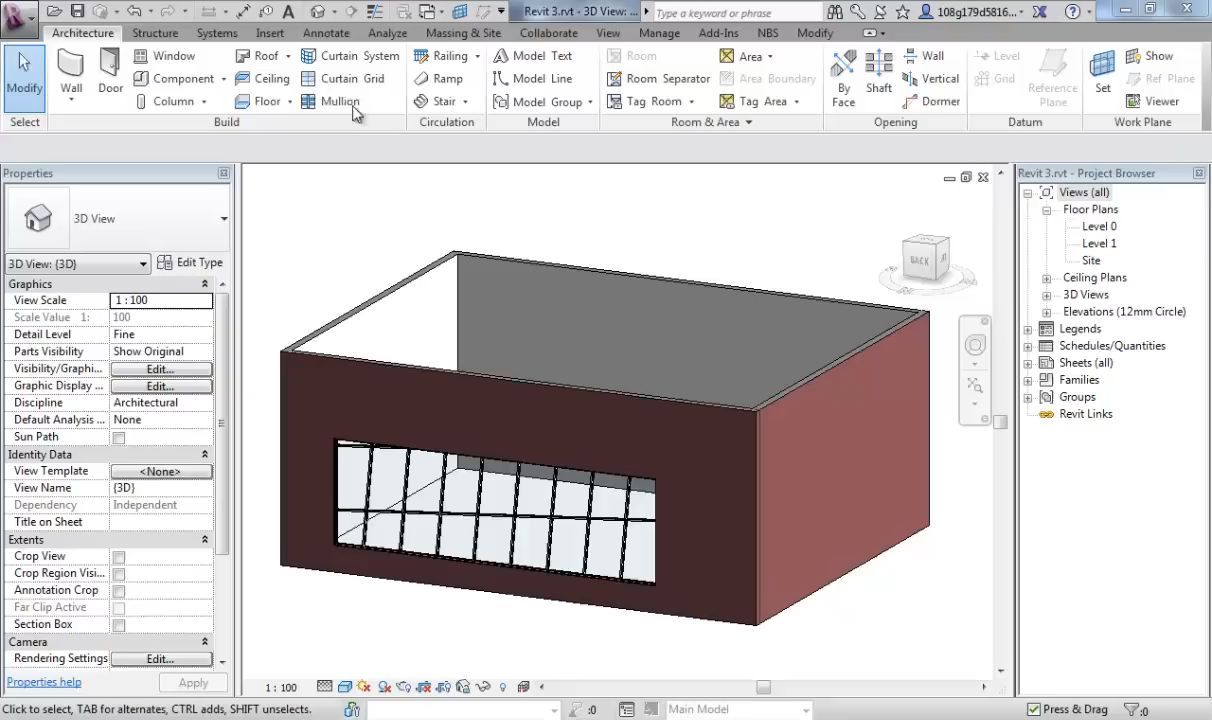 Revit 3.rvt - 3D View: ...
Type a keyword or phrase
108g179d5816...
Architecture Structure Systems Insert Annotate Analyze Massing & Site Collaborate View Manage Add-Ins NBS Modify
Modify
Wall
Door
Window
Component
Column
Roof
Ceiling
Floor
Curtain System
Curtain Grid
Mullion
Railing
Ramp
Stair
Model Text
Model Line
Model Group
Room
Room Separator
Tag Room
Area
Area Boundary
Tag Area
By Face
Shaft
Wall
Vertical
Dormer
Level
Grid
Reference Plane
Set
Show
Ref Plane
Viewer
Select Build Circulation Model Room & Area Opening Datum Work Plane
Properties
3D View
3D View: {3D} Edit Type
Graphics
View Scale 1 : 100
Scale Value 1: 100
Detail Level Fine
Parts Visibility Show Original
Visibility/Graphi... Edit...
Graphic Display ... Edit...
Discipline Architectural
Default Analysis ... None
Sun Path
Identity Data
View Template <None>
View Name {3D}
Dependency Independent
Title on Sheet
Extents
Crop View
Crop Region Visi...
Annotation Crop
Far Clip Active
Section Box
Camera
Rendering Settings Edit...
Properties help Apply
BACK
1 : 100
Revit 3.rvt - Project Browser
Views (all)
Floor Plans
Level 0
Level 1
Site
Ceiling Plans
3D Views
Elevations (12mm Circle)
Legends
Schedules/Quantities
Sheets (all)
Families
Groups
Revit Links
Click to select, TAB for alternates, CTRL adds, SHIFT unselects.
:0
Main Model
Press & Drag
:0